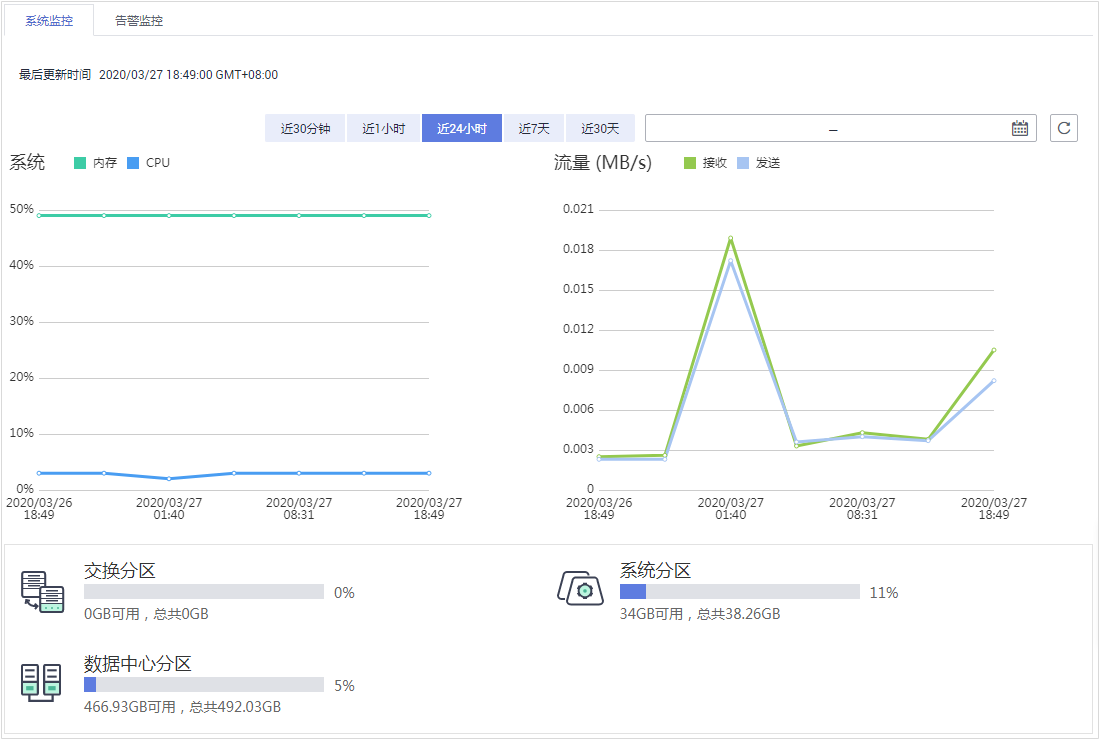 系统监控 告警监控
最后更新时间 2020/03/27 18:49:00 GMT+08:00
近30分钟 近1小时 近24小时 近7天 近30天 –
系统 内存 CPU
50%
40%
30%
20%
10%
0%
2020/03/26 2020/03/27 2020/03/27 2020/03/27
18:49 01:40 08:31 18:49
流量 (MB/s) 接收 发送
0.021
0.018
0.015
0.012
0.009
0.006
0.003
0
2020/03/26 2020/03/27 2020/03/27 2020/03/27
18:49 01:40 08:31 18:49
交换分区
0%
0GB可用，总共0GB
系统分区
11%
34GB可用，总共38.26GB
数据中心分区
5%
466.93GB可用，总共492.03GB